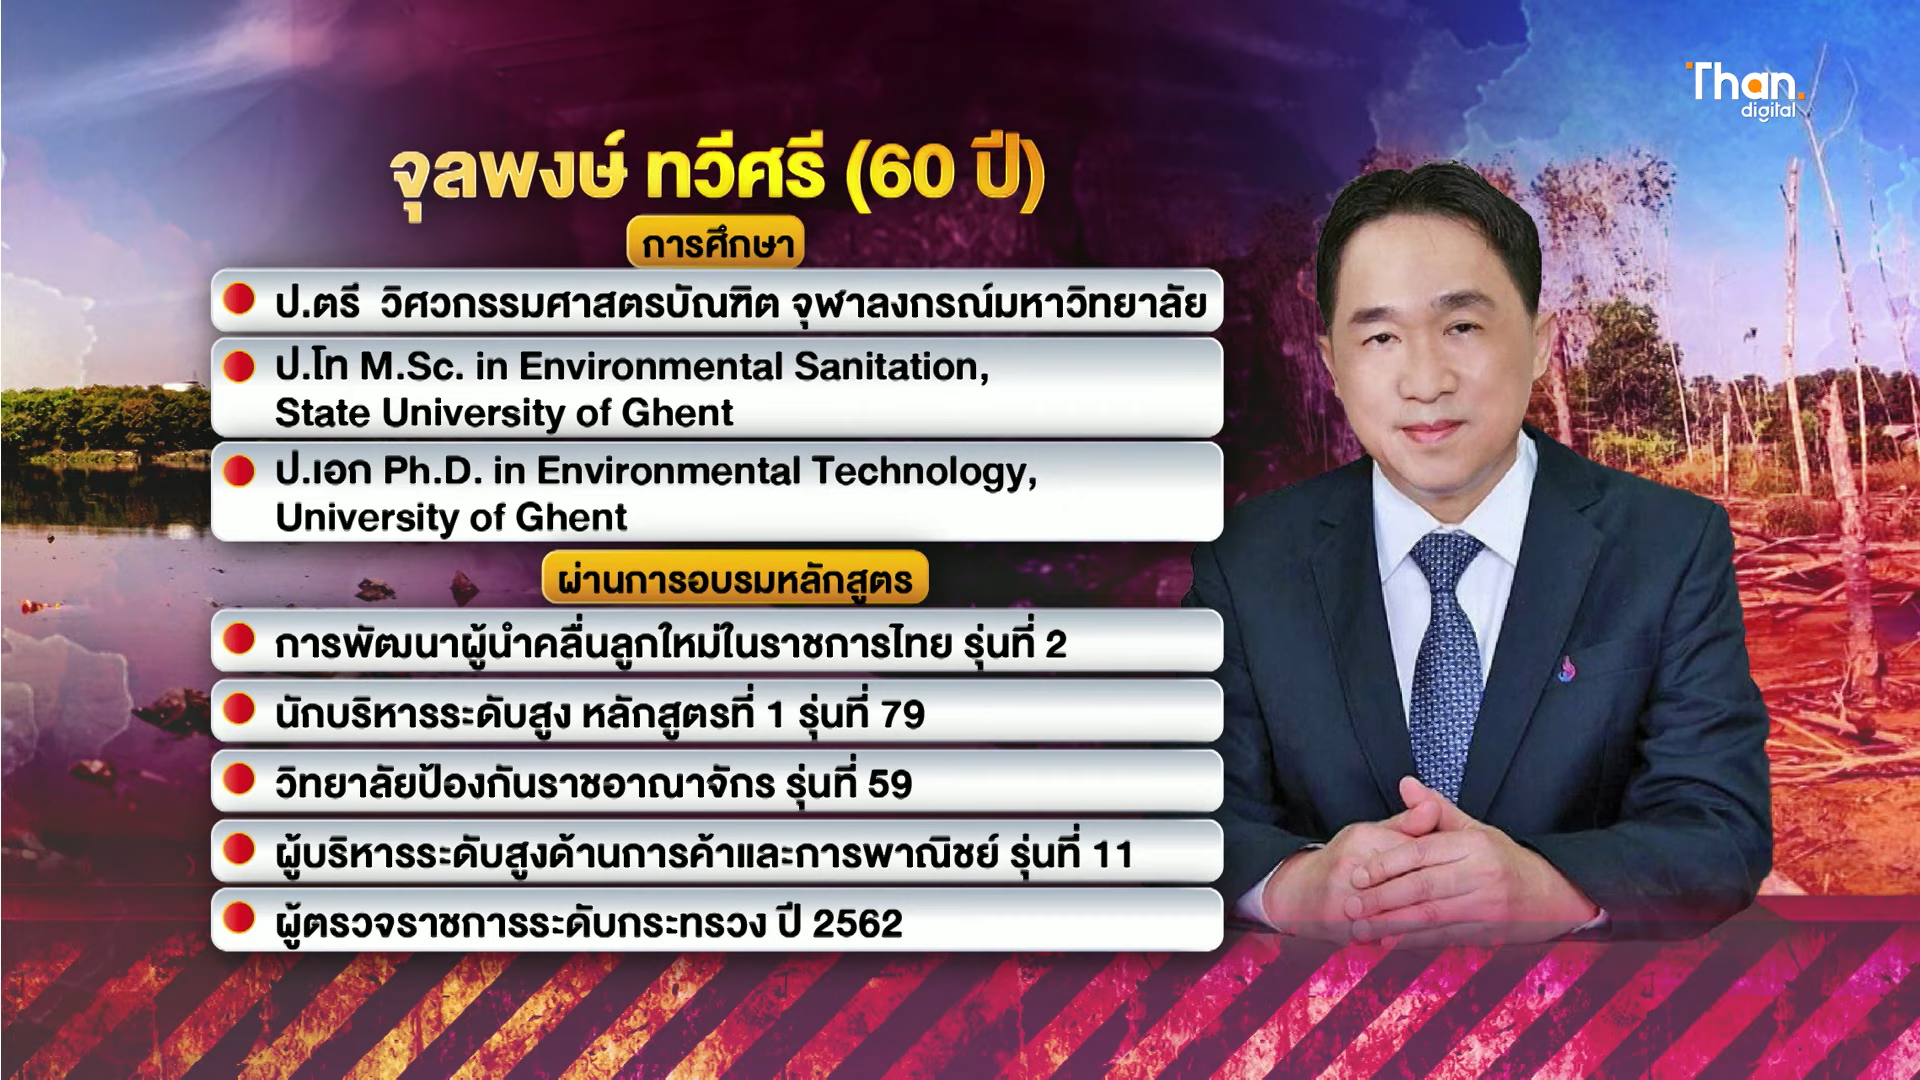 Than.
digital
จุลพงษ์ ทวีศรี (60 ปี)
การศึกษา
ป.ตรี วิศวกรรมศาสตรบัณฑิต จุฬาลงกรณ์มหาวิทยาลัย
ป.โท M.Sc. in Environmental Sanitation,
State University of Ghent
ป.เอก Ph.D. in Environmental Technology,
University of Ghent
ผ่านการอบรมหลักสูตร
การพัฒนาผู้นำคลื่นลูกใหม่ในราชการไทย รุ่นที่ 2
นักบริหารระดับสูง หลักสูตรที่ 1 รุ่นที่ 79
วิทยาลัยป้องกันราชอาณาจักร รุ่นที่ 59
ผู้บริหารระดับสูงด้านการค้าและการพาณิชย์ รุ่นที่ 11
ผู้ตรวจราชการระดับกระทรวง ปี 2562